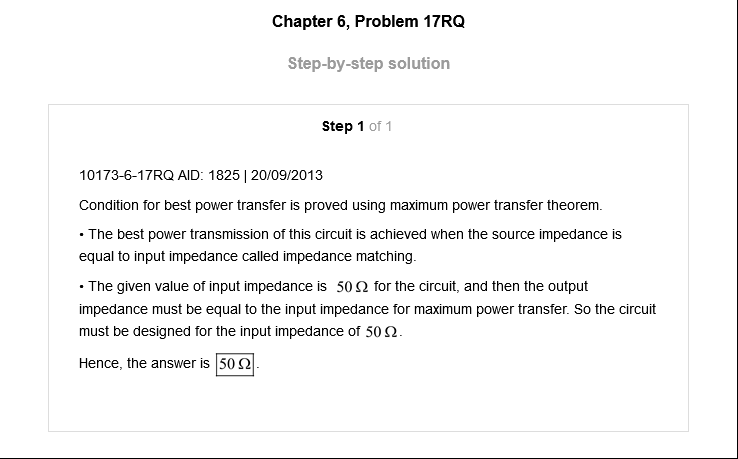 Chapter 6, Problem 17RQ
Step-by-step solution
Step 1 of 1
10173-6-17RQ AID: 1825 | 20/09/2013
Condition for best power transfer is proved using maximum power transfer theorem.
• The best power transmission of this circuit is achieved when the source impedance is
equal to input impedance called impedance matching.
• The given value of input impedance is 50 Ω for the circuit, and then the output
impedance must be equal to the input impedance for maximum power transfer. So the circuit
must be designed for the input impedance of 50 Ω.
Hence, the answer is 50 Ω.